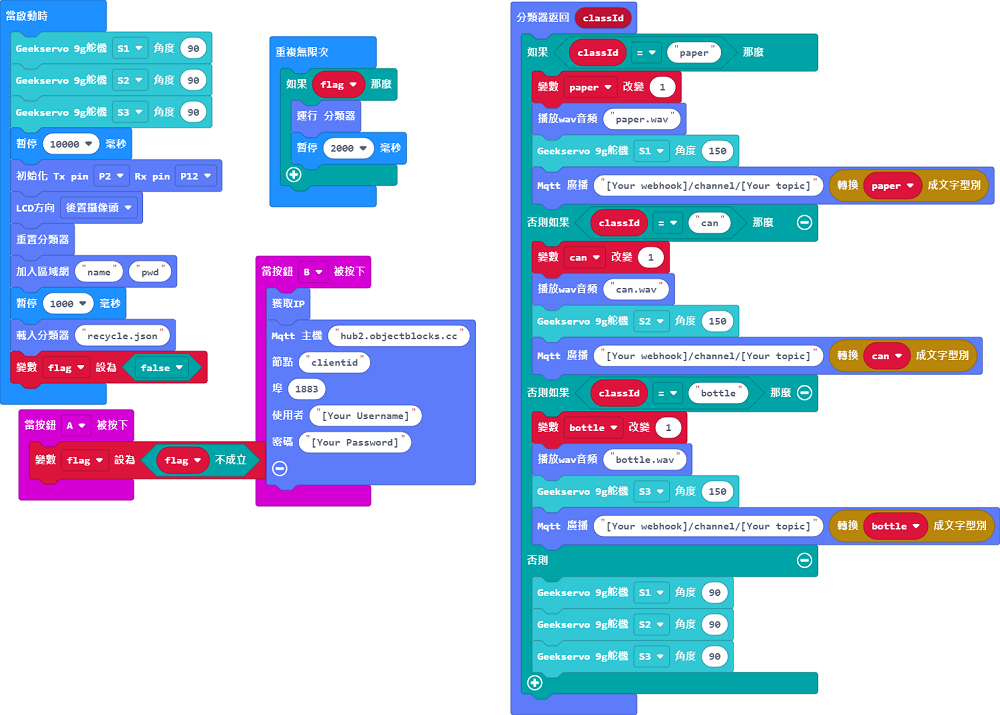 當啟動時
Geekservo 9g舵機 S1 角度 90
Geekservo 9g舵機 S2 角度 90
Geekservo 9g舵機 S3 角度 90
暫停 10000 毫秒
初始化 Tx pin P2 Rx pin P12
LCD方向 後置攝像頭
重置分類器
加入區域網 "name" "pwd"
暫停 1000 毫秒
載入分類器 "recycle.json"
變數 flag 設為 false
當按鈕 A 被按下
變數 flag 設為 flag 不成立
重複無限次
如果 flag 那麼
運行 分類器
暫停 2000 毫秒
當按鈕 B 被按下
獲取IP
Mqtt 主機 "hub2.objectblocks.cc"
節點 "clientid"
埠 1883
使用者 "[Your Username]"
密碼 "[Your Password]"
分類器返回 classId
如果 classId = "paper" 那麼
變數 paper 改變 1
播放wav音頻 "paper.wav"
Geekservo 9g舵機 S1 角度 150
Mqtt 廣播 "[Your webhook]/channel/[Your topic]" 轉換 paper 成文字型別
否則如果 classId = "can" 那麼
變數 can 改變 1
播放wav音頻 "can.wav"
Geekservo 9g舵機 S2 角度 150
Mqtt 廣播 "[Your webhook]/channel/[Your topic]" 轉換 can 成文字型別
否則如果 classId = "bottle" 那麼
變數 bottle 改變 1
播放wav音頻 "bottle.wav"
Geekservo 9g舵機 S3 角度 150
Mqtt 廣播 "[Your webhook]/channel/[Your topic]" 轉換 bottle 成文字型別
否則
Geekservo 9g舵機 S1 角度 90
Geekservo 9g舵機 S2 角度 90
Geekservo 9g舵機 S3 角度 90